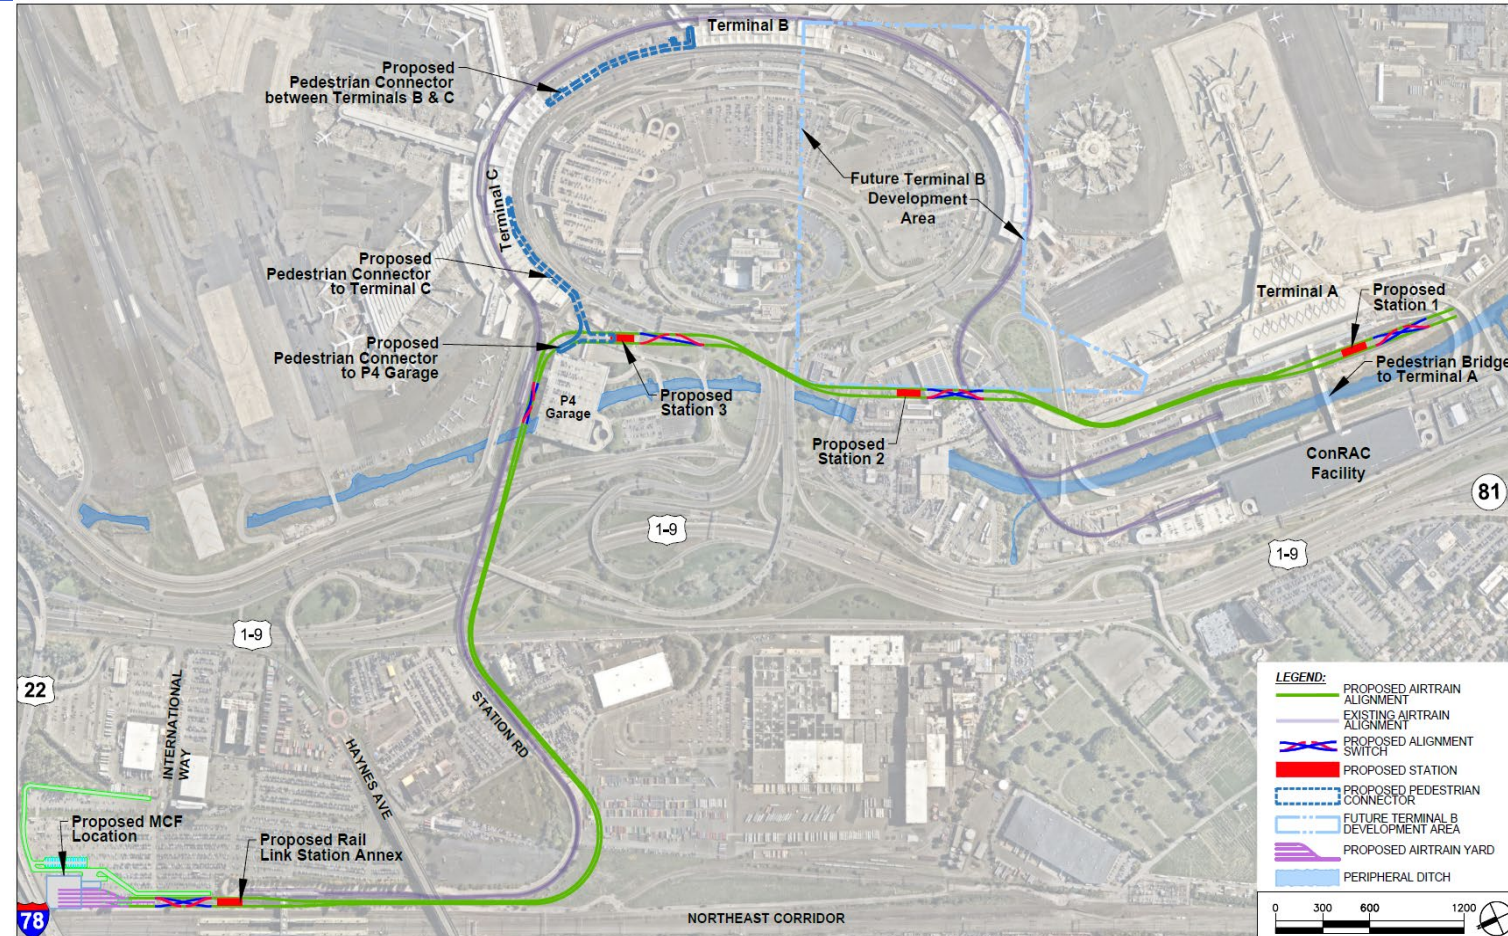 Terminal B
Proposed
Pedestrian Connector
between Terminals B & C
Future Terminal B
Development
Area
Terminal C
Proposed
Pedestrian Connector
to Terminal C
Terminal A
Proposed
Station 1
Proposed
Pedestrian Connector
to P4 Garage
Pedestrian Bridge
to Terminal A
P4
Garage
Proposed
Station 3
Proposed
Station 2
ConRAC
Facility
81
1-9
1-9
1-9
22
INTERNATIONAL
WAY
STATION RD
HAYNES AVE
Proposed MCF
Location
Proposed Rail
Link Station Annex
78
NORTHEAST CORRIDOR
LEGEND:
PROPOSED AIRTRAIN
ALIGNMENT
EXISTING AIRTRAIN
ALIGNMENT
PROPOSED ALIGNMENT
SWITCH
PROPOSED STATION
PROPOSED PEDESTRIAN
CONNECTOR
FUTURE TERMINAL B
DEVELOPMENT AREA
PROPOSED AIRTRAIN YARD
PERIPHERAL DITCH
0 300 600 1200